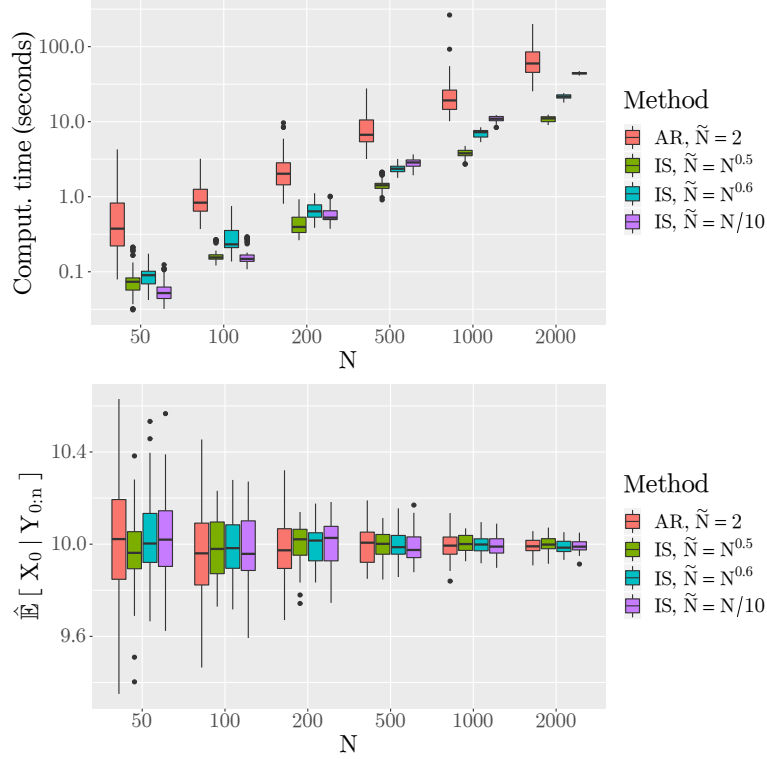 Comput. time (seconds)
100.0
10.0
1.0
0.1
50 100 200 500 1000 2000
N
Method
AR, Ñ = 2
IS, Ñ = N^0.5
IS, Ñ = N^0.6
IS, Ñ = N/10
𝔼̂ [ X₀ | Y₀:ₙ ]
10.4
10.0
9.6
50 100 200 500 1000 2000
N
Method
AR, Ñ = 2
IS, Ñ = N^0.5
IS, Ñ = N^0.6
IS, Ñ = N/10